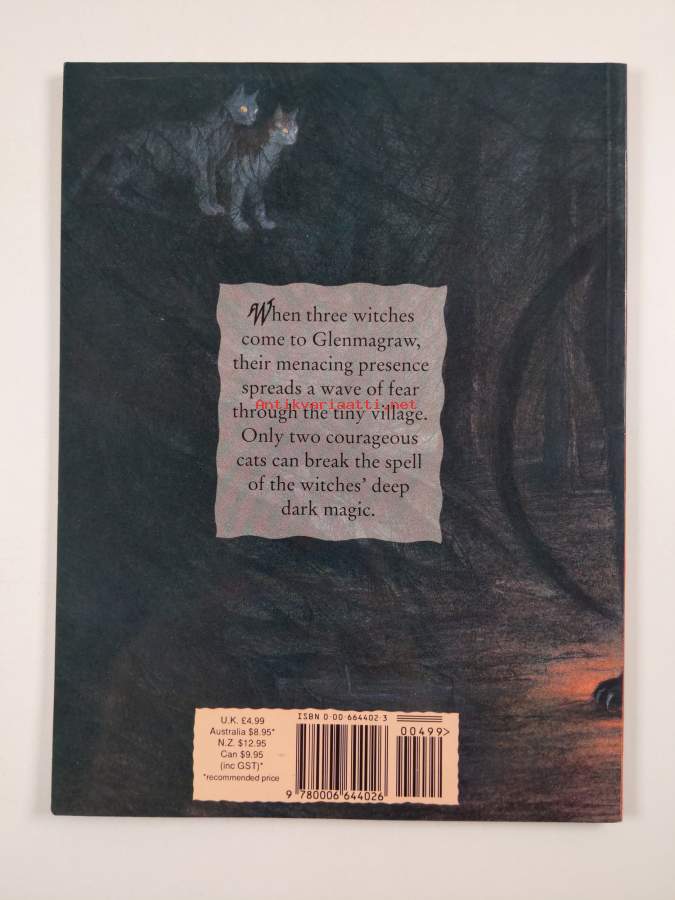 When three witches
come to Glenmagraw,
their menacing presence
spreads a wave of fear
Antikvariaatti.net
through the tiny village.
Only two courageous
cats can break the spell
of the witches' deep
dark magic.
U.K. £4.99
Australia $8.95*
N.Z. $12.95
Can $9.95
(inc GST)*
*recommended price
ISBN 0-00-664402-3
00499>
9 780006 644026